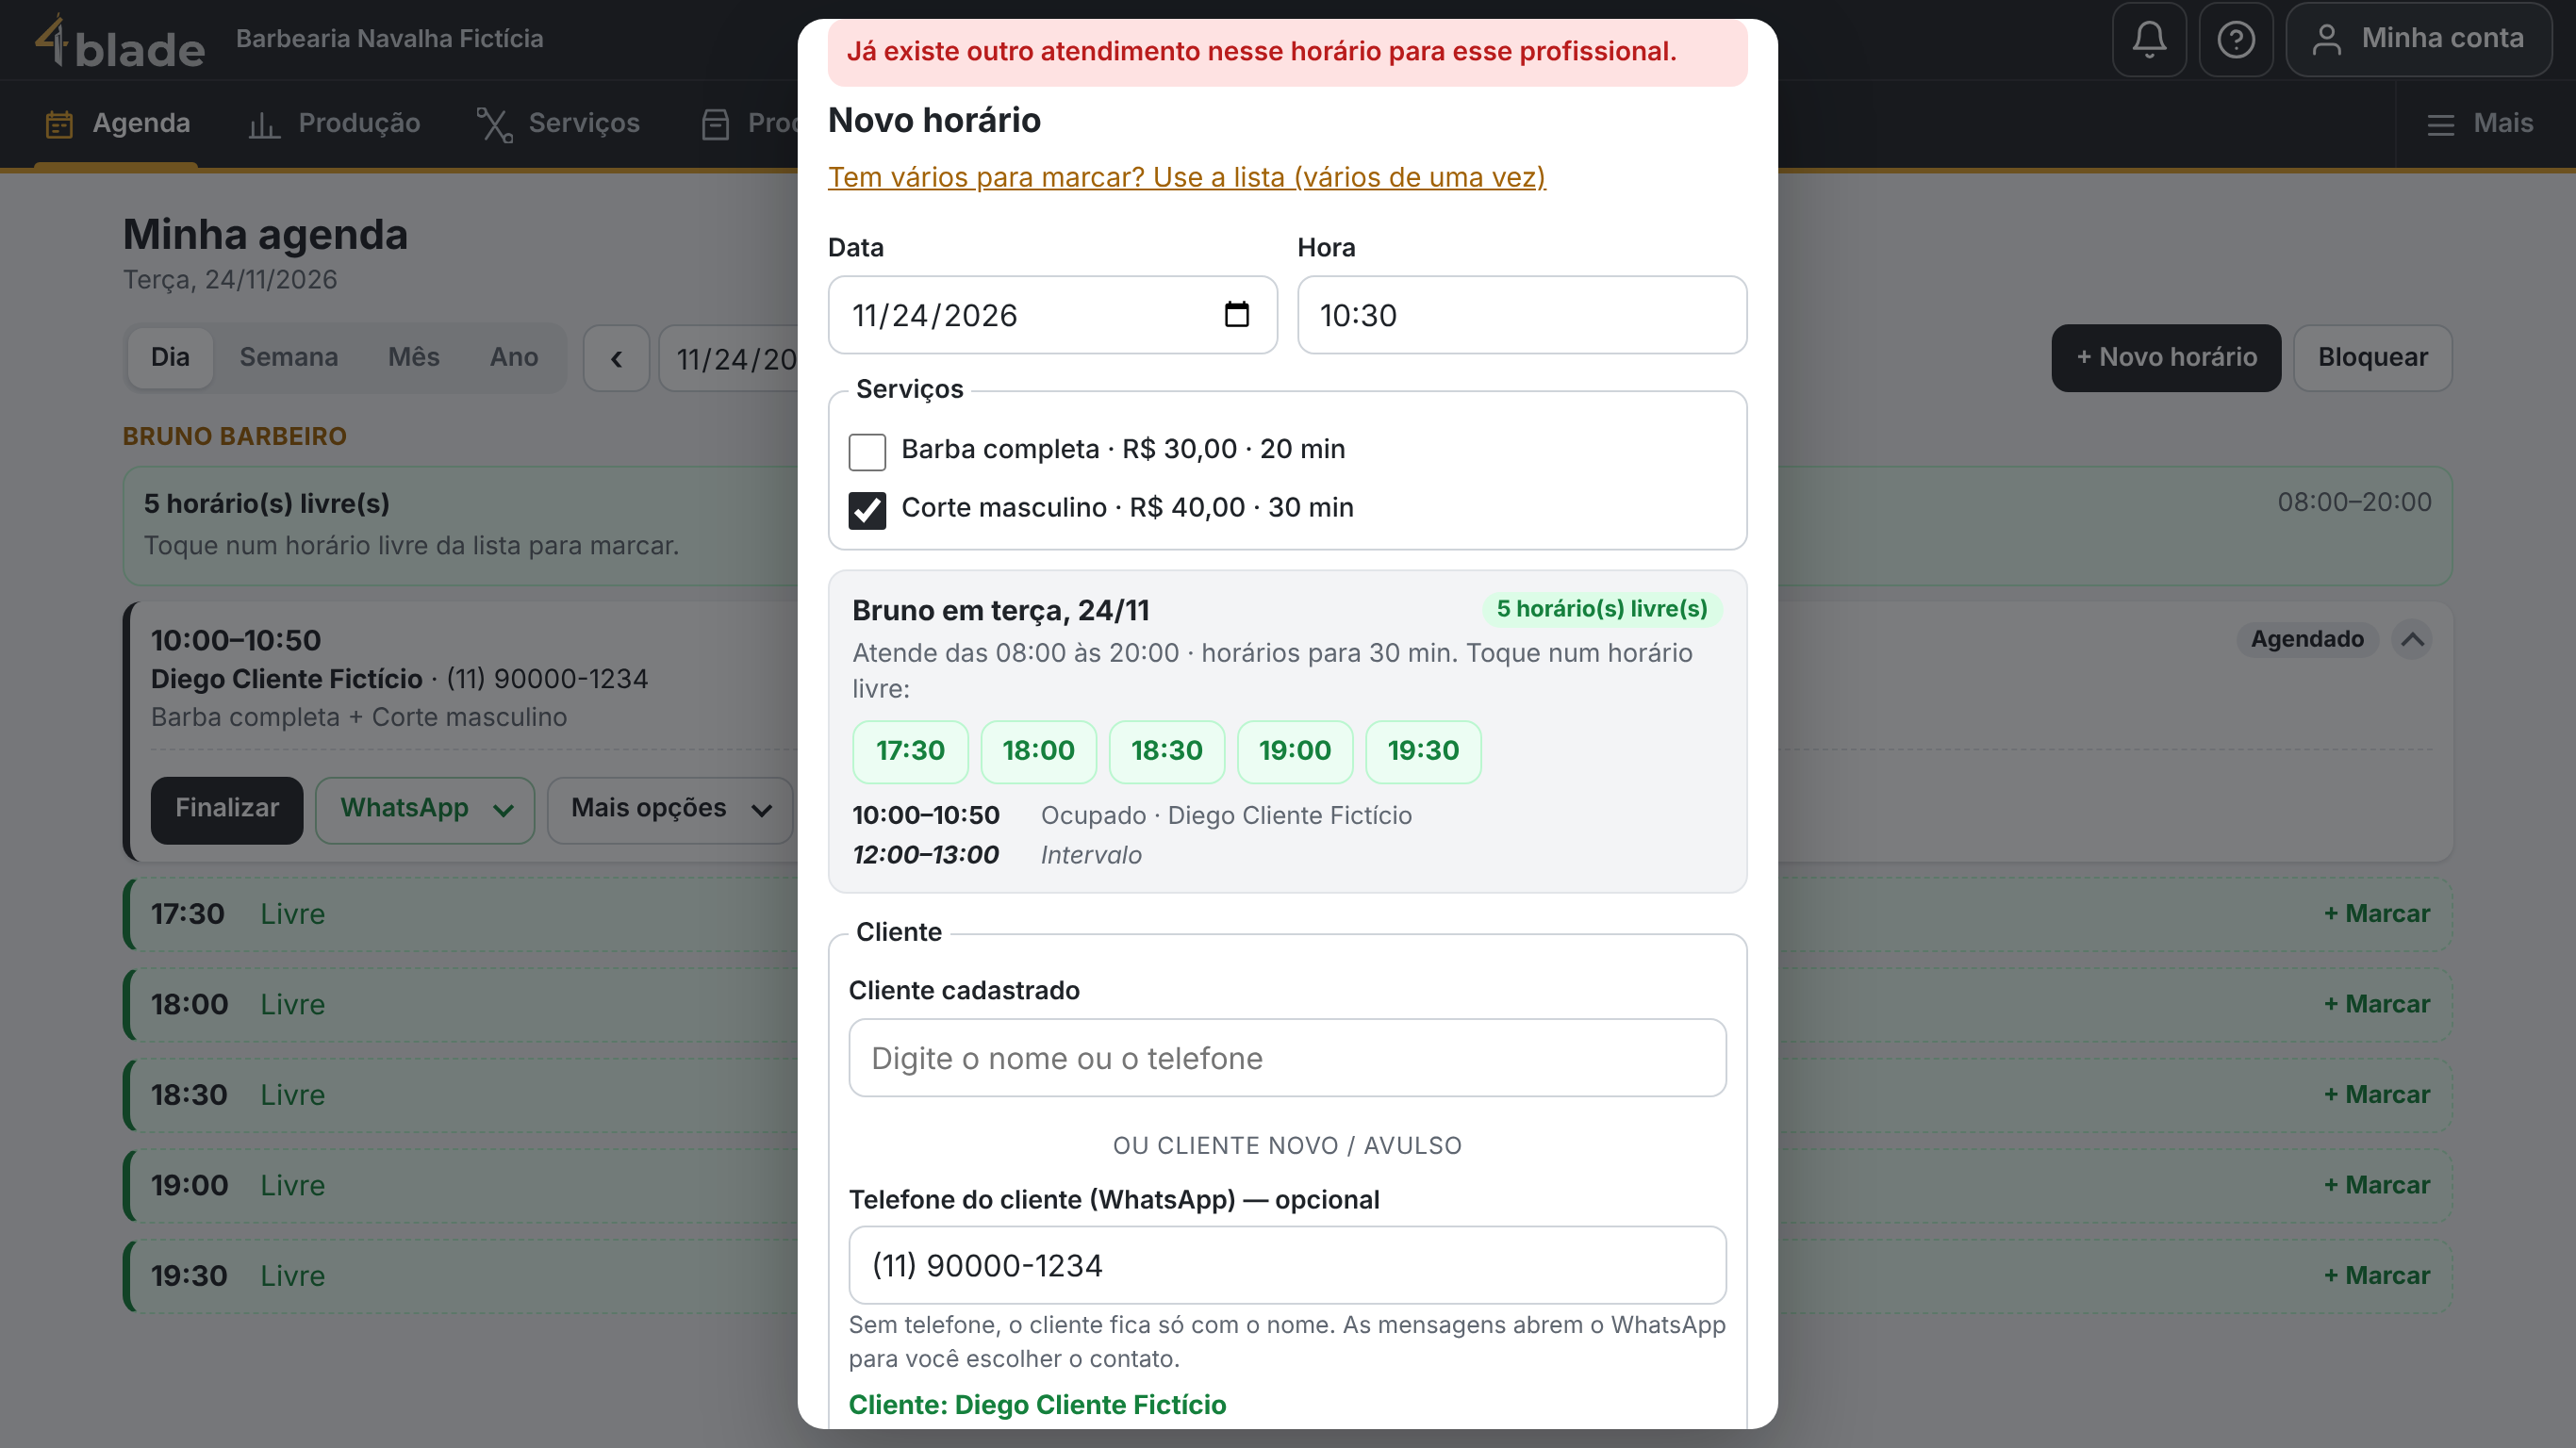 4blade
Barbearia Navalha Fictícia
Minha conta
Agenda
Produção
Serviços
Mais
Minha agenda
Terça, 24/11/2026
Dia
Semana
Mês
Ano
‹
11/24/20
+ Novo horário
Bloquear
BRUNO BARBEIRO
5 horário(s) livre(s)
08:00–20:00
Toque num horário livre da lista para marcar.
10:00–10:50
Agendado
Diego Cliente Fictício · (11) 90000-1234
Barba completa + Corte masculino
Finalizar
WhatsApp
Mais opções
17:30 Livre + Marcar
18:00 Livre + Marcar
18:30 Livre + Marcar
19:00 Livre + Marcar
19:30 Livre + Marcar
Já existe outro atendimento nesse horário para esse profissional.
Novo horário
Tem vários para marcar? Use a lista (vários de uma vez)
Data
Hora
11/24/2026
10:30
Serviços
Barba completa · R$ 30,00 · 20 min
Corte masculino · R$ 40,00 · 30 min
Bruno em terça, 24/11
5 horário(s) livre(s)
Atende das 08:00 às 20:00 · horários para 30 min. Toque num horário
livre:
17:30
18:00
18:30
19:00
19:30
10:00–10:50 Ocupado · Diego Cliente Fictício
12:00–13:00 Intervalo
Cliente
Cliente cadastrado
Digite o nome ou o telefone
OU CLIENTE NOVO / AVULSO
Telefone do cliente (WhatsApp) — opcional
(11) 90000-1234
Sem telefone, o cliente fica só com o nome. As mensagens abrem o WhatsApp
para você escolher o contato.
Cliente: Diego Cliente Fictício